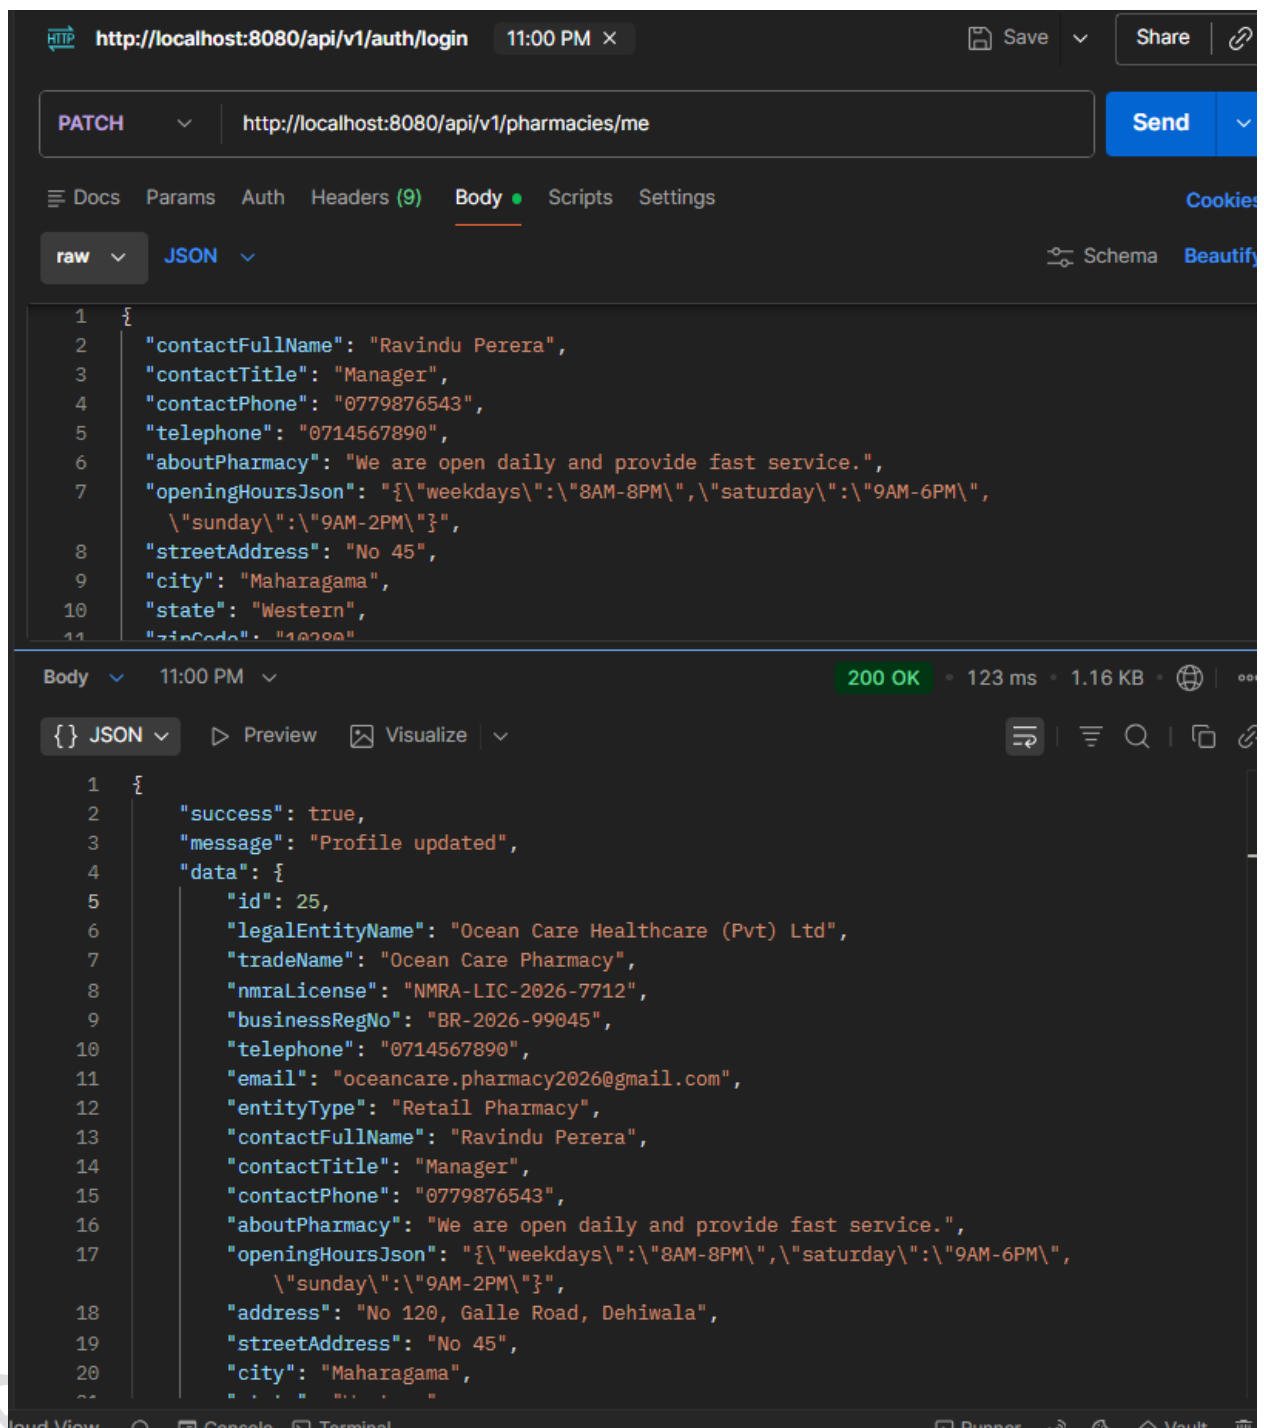 HTTP http://localhost:8080/api/v1/auth/login 11:00 PM × Save Share
PATCH http://localhost:8080/api/v1/pharmacies/me Send
Docs Params Auth Headers (9) Body Scripts Settings Cookies
raw JSON Schema Beautify
1 {
2 "contactFullName": "Ravindu Perera",
3 "contactTitle": "Manager",
4 "contactPhone": "0779876543",
5 "telephone": "0714567890",
6 "aboutPharmacy": "We are open daily and provide fast service.",
7 "openingHoursJson": "{\"weekdays\":\"8AM-8PM\",\"saturday\":\"9AM-6PM\",
\"sunday\":\"9AM-2PM\"}",
8 "streetAddress": "No 45",
9 "city": "Maharagama",
10 "state": "Western",
11 "zipCode": "10280"
Body 11:00 PM 200 OK • 123 ms • 1.16 KB •
{} JSON Preview Visualize
1 {
2 "success": true,
3 "message": "Profile updated",
4 "data": {
5 "id": 25,
6 "legalEntityName": "Ocean Care Healthcare (Pvt) Ltd",
7 "tradeName": "Ocean Care Pharmacy",
8 "nmraLicense": "NMRA-LIC-2026-7712",
9 "businessRegNo": "BR-2026-99045",
10 "telephone": "0714567890",
11 "email": "oceancare.pharmacy2026@gmail.com",
12 "entityType": "Retail Pharmacy",
13 "contactFullName": "Ravindu Perera",
14 "contactTitle": "Manager",
15 "contactPhone": "0779876543",
16 "aboutPharmacy": "We are open daily and provide fast service.",
17 "openingHoursJson": "{\"weekdays\":\"8AM-8PM\",\"saturday\":\"9AM-6PM\",
\"sunday\":\"9AM-2PM\"}",
18 "address": "No 120, Galle Road, Dehiwala",
19 "streetAddress": "No 45",
20 "city": "Maharagama",
View Console Terminal Runner Vault